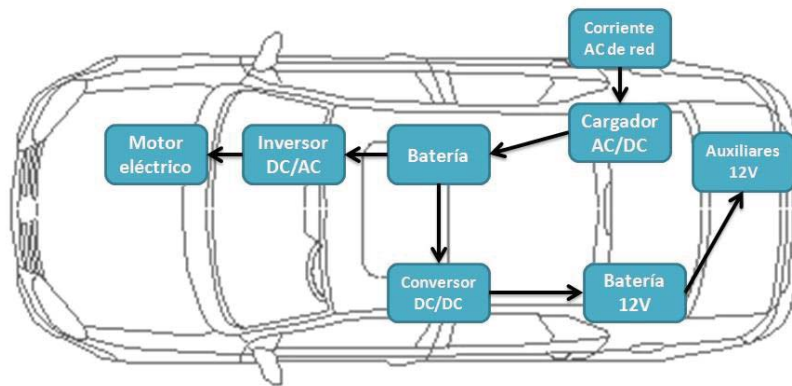 Corriente
AC de red
Cargador
AC/DC
Motor
eléctrico
Inversor
DC/AC
Batería
Auxiliares
12V
Conversor
DC/DC
Batería
12V